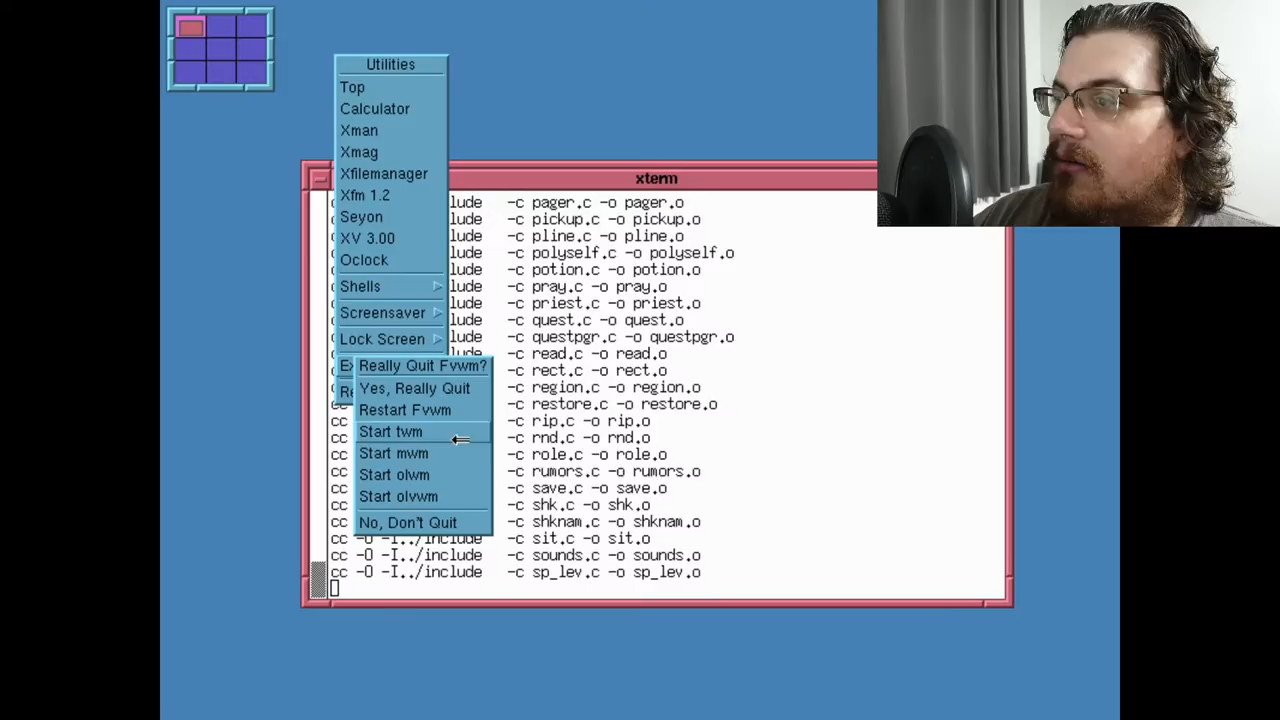 Utilities
Top
Calculator
Xman
Xmag
Xfilemanager
Xfm 1.2
Seyon
XV 3.00
Oclock
Shells
Screensaver
Lock Screen
Really Quit Fvwm?
Yes, Really Quit
Restart Fvwm
Start twm
Start mwm
Start olwm
Start olvwm
No, Don't Quit
xterm
lude -c pager.c -o pager.o
-c pickup.c -o pickup.o
-c pline.c -o pline.o
-c polyself.c -o polyself.o
-c potion.c -o potion.o
-c pray.c -o pray.o
lude -c priest.c -o priest.o
lude -c quest.c -o quest.o
lude -c questpgr.c -o questpgr.o
lude -c read.c -o read.o
-c rect.c -o rect.o
-c region.c -o region.o
-c restore.c -o restore.o
cc -c rip.c -o rip.o
cc -c rnd.c -o rnd.o
cc -c role.c -o role.o
cc -c rumors.c -o rumors.o
cc -c save.c -o save.o
cc -c shk.c -o shk.o
cc -c shknam.c -o shknam.o
cc -O -I../include -c sit.c -o sit.o
cc -O -I../include -c sounds.c -o sounds.o
cc -O -I../include -c sp_lev.c -o sp_lev.o